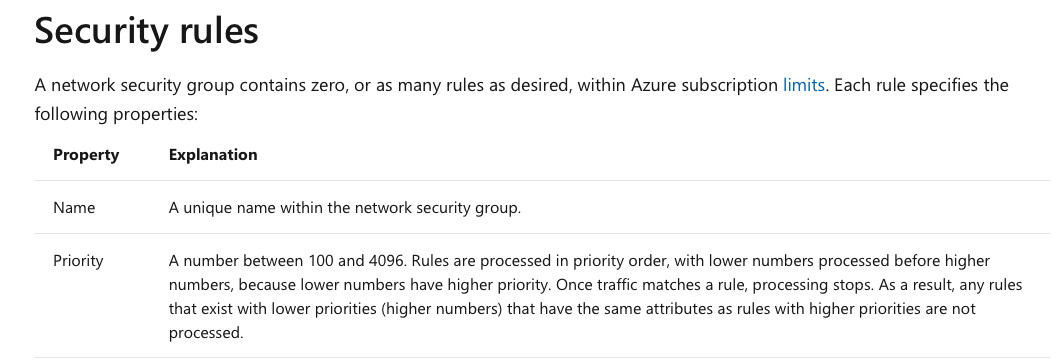 Security rules
A network security group contains zero, or as many rules as desired, within Azure subscription limits. Each rule specifies the
following properties:
Property Explanation
Name A unique name within the network security group.
Priority A number between 100 and 4096. Rules are processed in priority order, with lower numbers processed before higher
numbers, because lower numbers have higher priority. Once traffic matches a rule, processing stops. As a result, any rules
that exist with lower priorities (higher numbers) that have the same attributes as rules with higher priorities are not
processed.